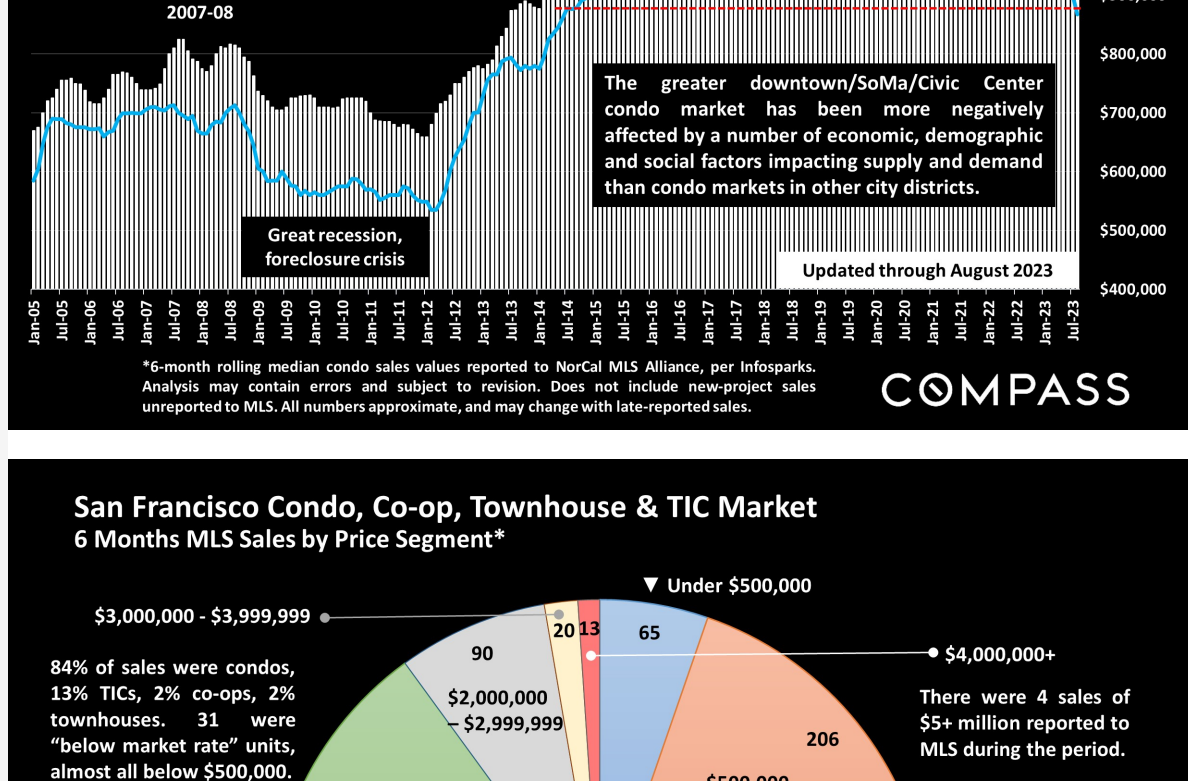 2007-08
$800,000
The greater downtown/SoMa/Civic Center
condo market has been more negatively
affected by a number of economic, demographic
and social factors impacting supply and demand
than condo markets in other city districts.
$700,000
$600,000
Great recession,
foreclosure crisis
$500,000
Updated through August 2023
$400,000
Jan-05
Jul-05
Jan-06
Jul-06
Jan-07
Jul-07
Jan-08
Jul-08
Jan-09
Jul-09
Jan-10
Jul-10
Jan-11
Jul-11
Jan-12
Jul-12
Jan-13
Jul-13
Jan-14
Jul-14
Jan-15
Jul-15
Jan-16
Jul-16
Jan-17
Jul-17
Jan-18
Jul-18
Jan-19
Jul-19
Jan-20
Jul-20
Jan-21
Jul-21
Jan-22
Jul-22
Jan-23
Jul-23
*6-month rolling median condo sales values reported to NorCal MLS Alliance, per Infosparks.
Analysis may contain errors and subject to revision. Does not include new-project sales
unreported to MLS. All numbers approximate, and may change with late-reported sales.
COMPASS
San Francisco Condo, Co-op, Townhouse & TIC Market
6 Months MLS Sales by Price Segment*
Under $500,000
$3,000,000 - $3,999,999
20
13
65
90
$4,000,000+
84% of sales were condos,
13% TICs, 2% co-ops, 2%
townhouses. 31 were
“below market rate” units,
almost all below $500,000.
$2,000,000
– $2,999,999
There were 4 sales of
$5+ million reported to
MLS during the period.
206